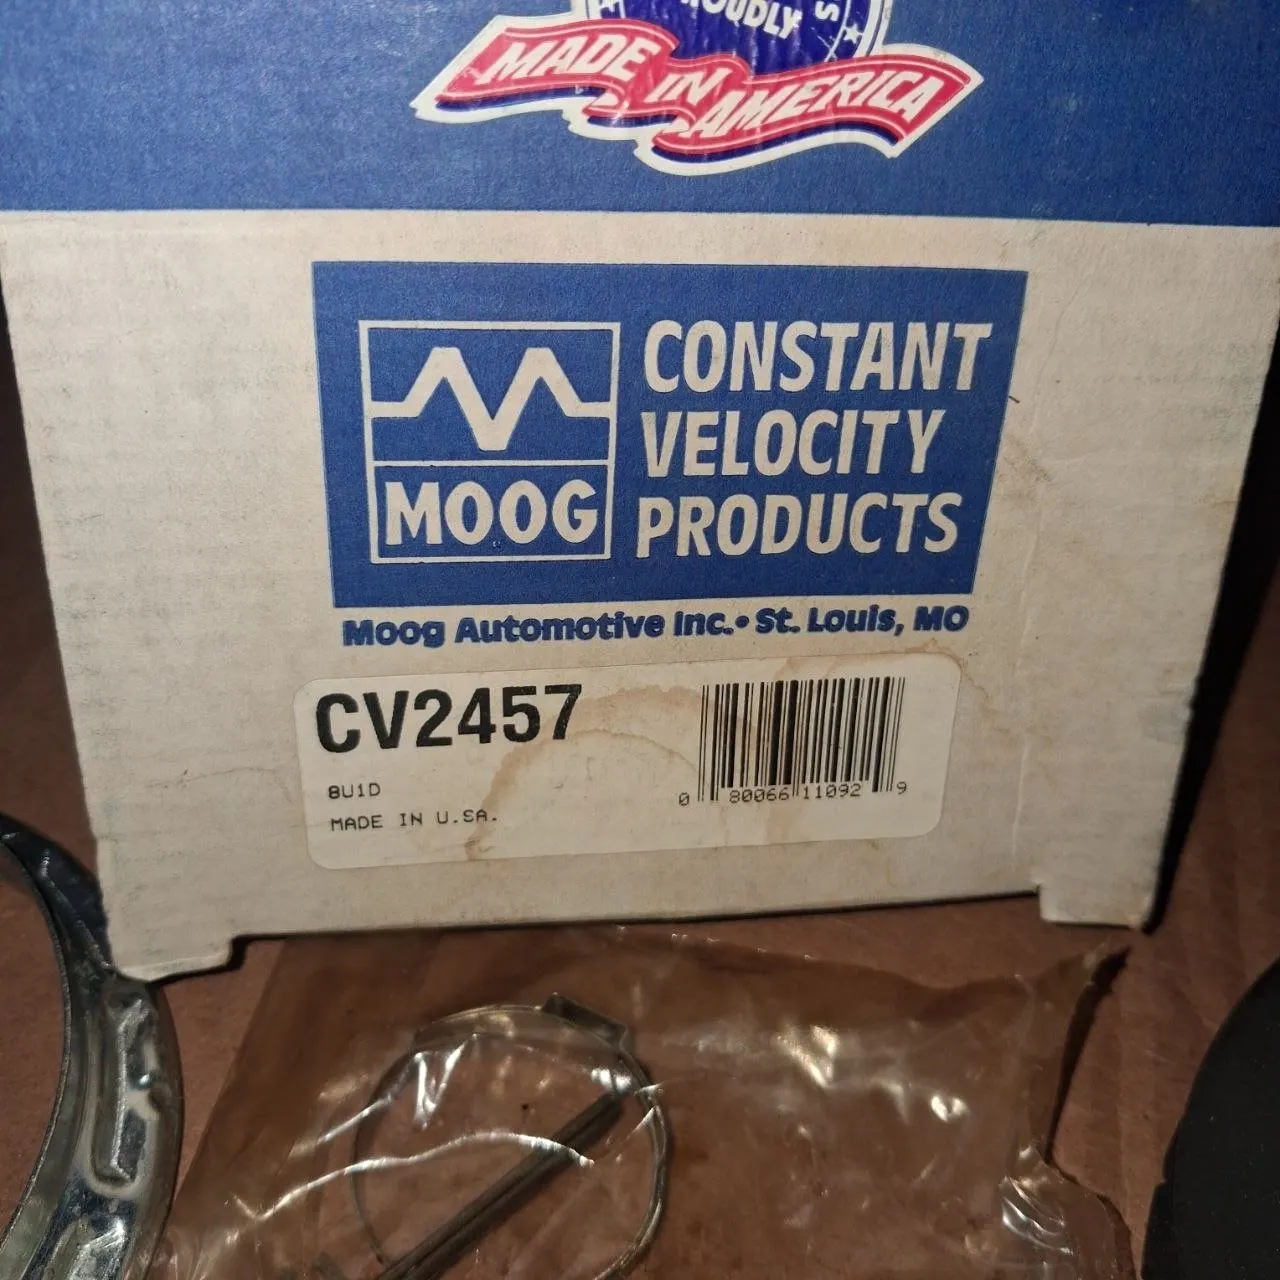 PROUDLY
MADE IN AMERICA
MOOG
CONSTANT
VELOCITY
PRODUCTS
Moog Automotive Inc. • St. Louis, MO
CV2457
8U1D
MADE IN U.SA.
0 80066 11092 9